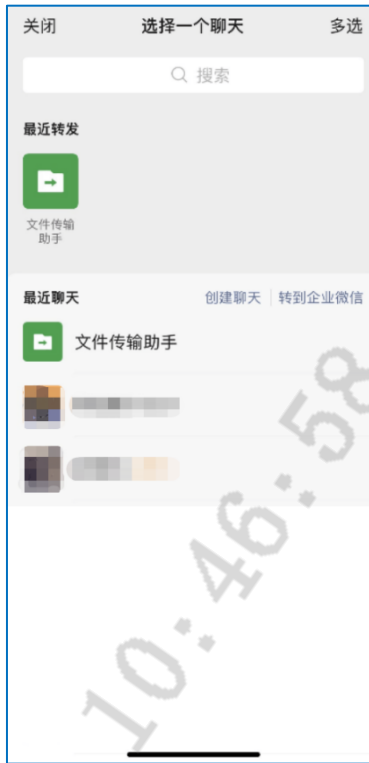 关闭 选择一个聊天 多选
搜索
最近转发
文件传输
助手
最近聊天 创建聊天 转到企业微信
文件传输助手
10:46:58